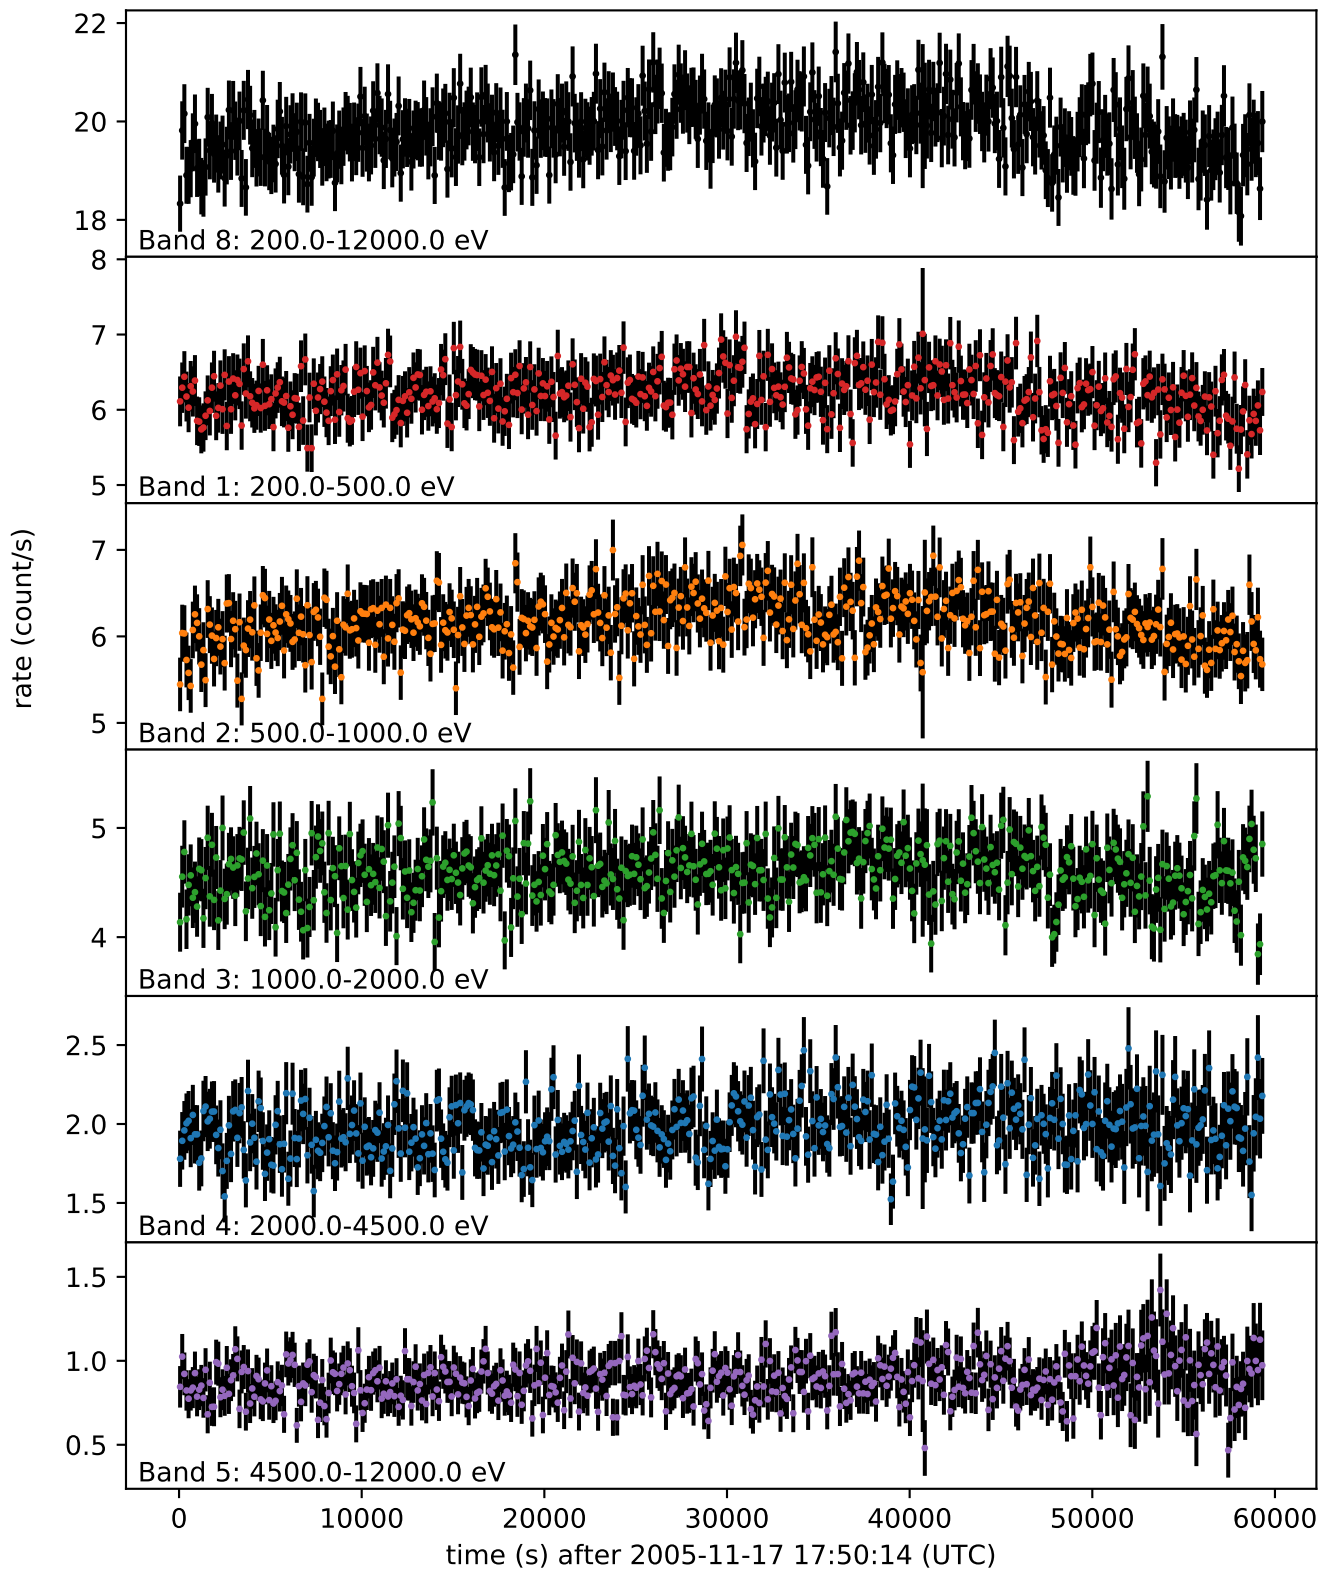 22
20
18
Band 8: 200.0-12000.0 eV
8
7
6
5
Band 1: 200.0-500.0 eV
rate (count/s)
7
6
5
Band 2: 500.0-1000.0 eV
5
4
Band 3: 1000.0-2000.0 eV
2.5
2.0
1.5
Band 4: 2000.0-4500.0 eV
1.5
1.0
0.5
Band 5: 4500.0-12000.0 eV
0 10000 20000 30000 40000 50000 60000
time (s) after 2005-11-17 17:50:14 (UTC)